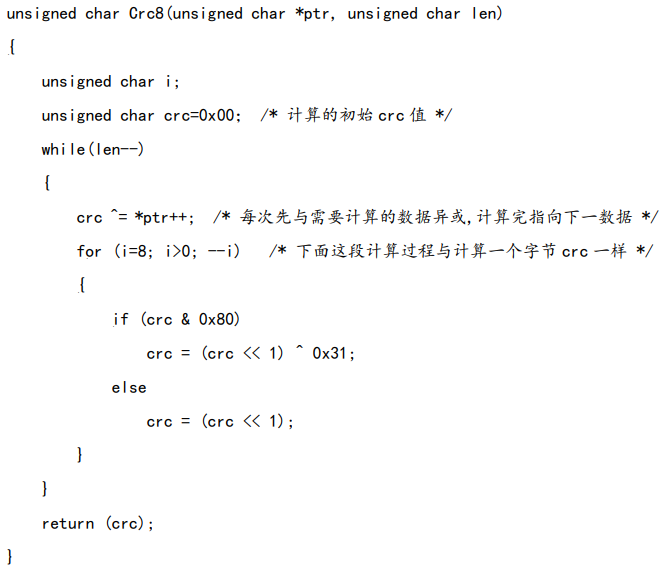 unsigned char Crc8(unsigned char *ptr, unsigned char len)
{
    unsigned char i;
    unsigned char crc=0x00;  /* 计算的初始crc值 */
    while(len--)
    {
        crc ^= *ptr++;  /* 每次先与需要计算的数据异或,计算完指向下一数据 */
        for (i=8; i>0; --i)   /* 下面这段计算过程与计算一个字节crc一样 */
        {
            if (crc & 0x80)
                crc = (crc << 1) ^ 0x31;
            else
                crc = (crc << 1);
        }
    }
    return (crc);
}